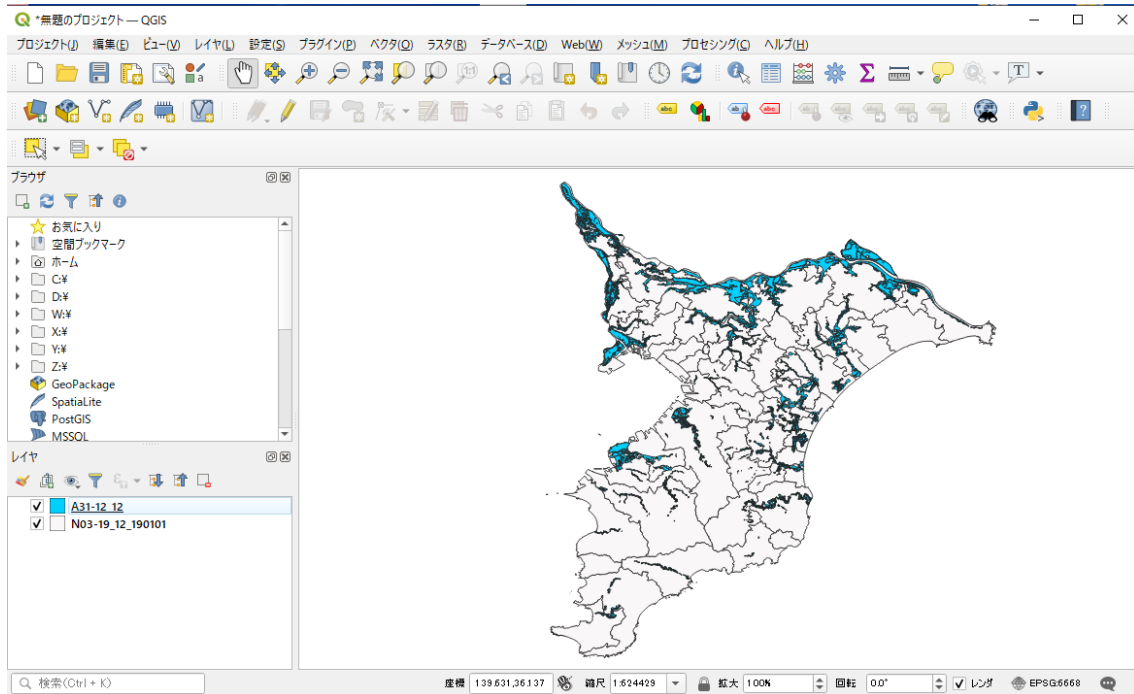 *無題のプロジェクト — QGIS
プロジェクト(J) 編集(E) ビュー(V) レイヤ(L) 設定(S) プラグイン(P) ベクタ(O) ラスタ(R) データベース(D) Web(W) メッシュ(M) プロセシング(C) ヘルプ(H)
ブラウザ
お気に入り
空間ブックマーク
ホーム
C:¥
D:¥
W:¥
X:¥
Y:¥
Z:¥
GeoPackage
SpatiaLite
PostGIS
MSSQL
レイヤ
A31-12_12
N03-19_12_190101
検索(Ctrl + K) 座標 139.631,36.137 縮尺 1:624429 拡大 100% 回転 0.0° レンダ EPSG:6668